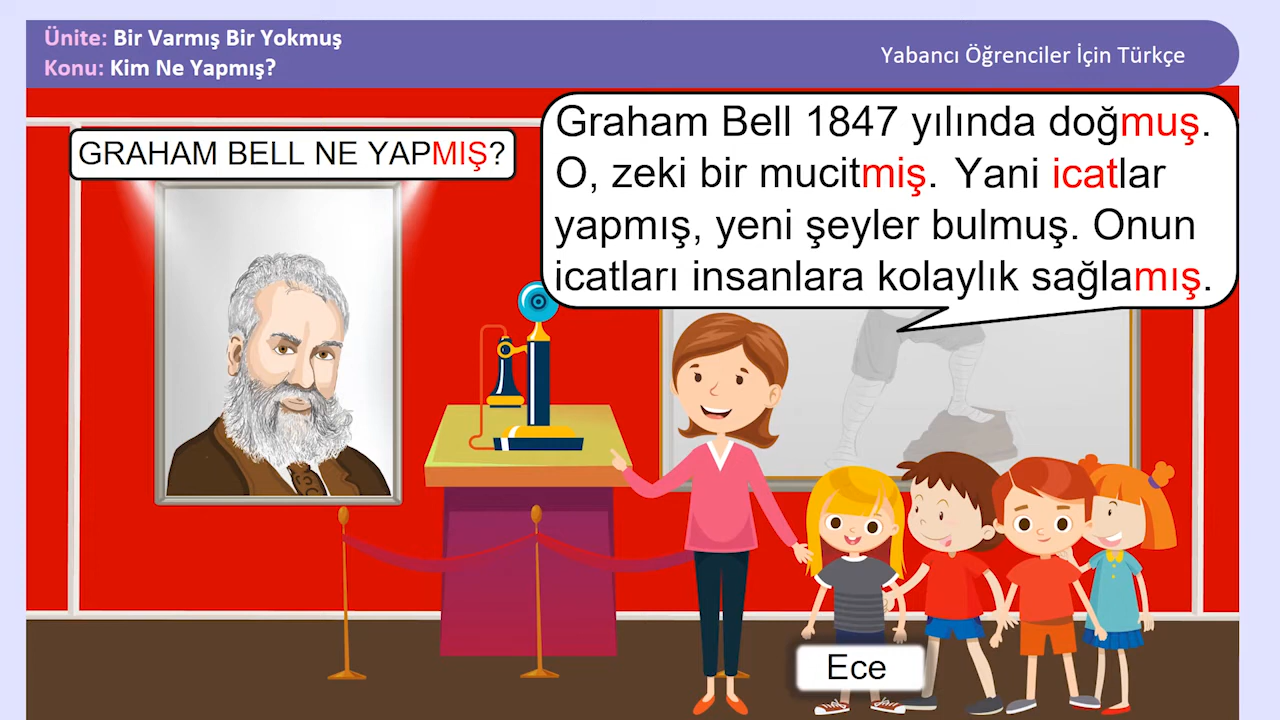 Ünite: Bir Varmış Bir Yokmuş
Konu: Kim Ne Yapmış?
Yabancı Öğrenciler İçin Türkçe
GRAHAM BELL NE YAPMIŞ?
Graham Bell 1847 yılında doğmuş.
O, zeki bir mucitmiş. Yani icatlar
yapmış, yeni şeyler bulmuş. Onun
icatları insanlara kolaylık sağlamış.
Ece